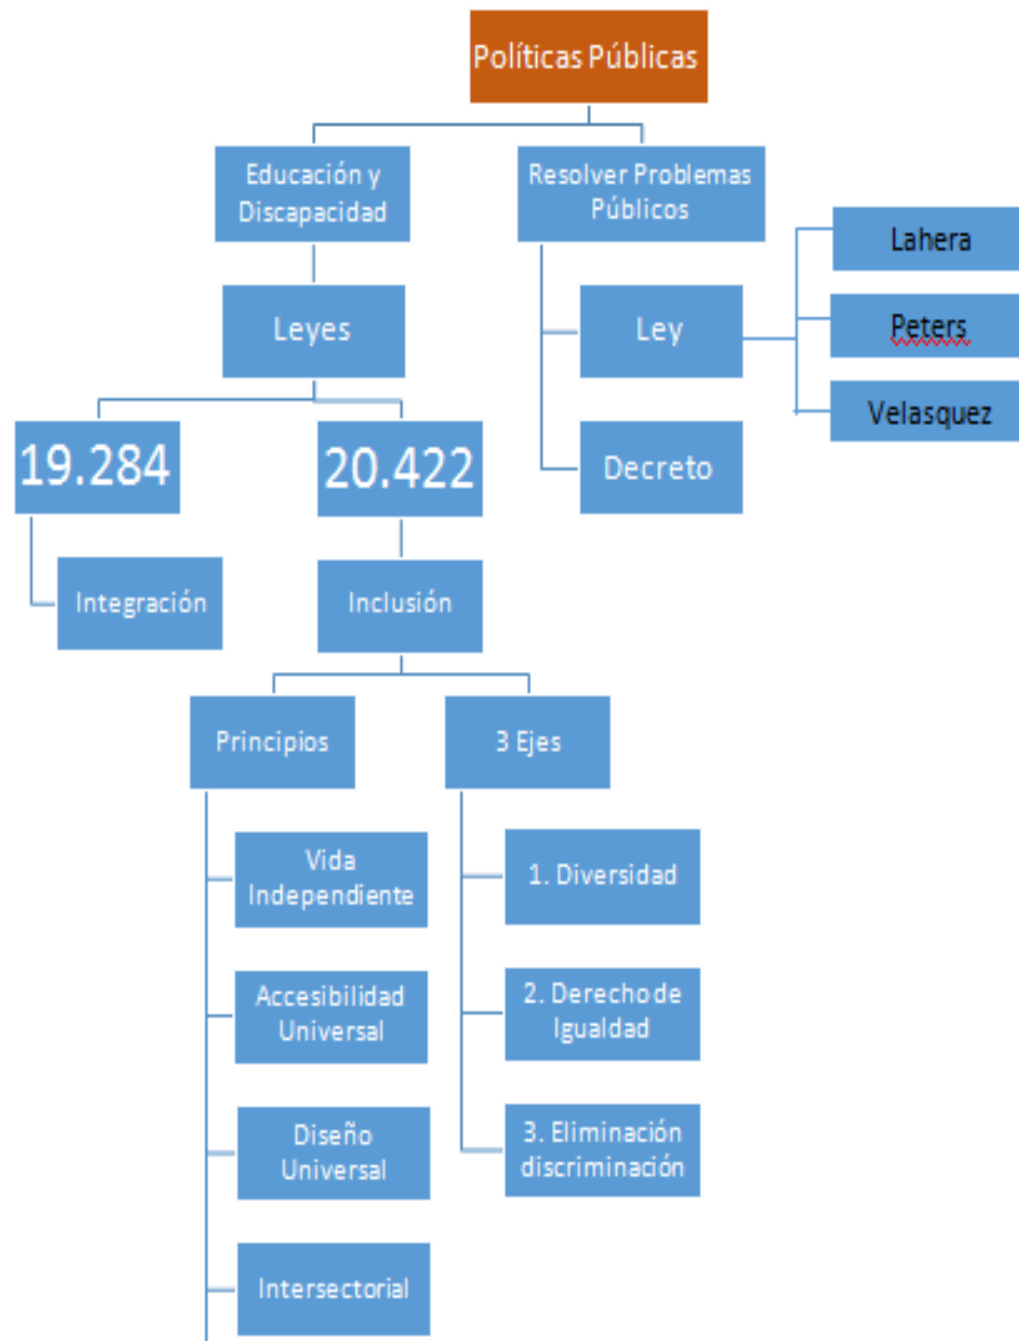 Políticas Públicas
Educación y
Discapacidad
Resolver Problemas
Públicos
Lahera
Leyes
Ley
Peters
Velasquez
19.284
20.422
Decreto
Integración
Inclusión
Principios
3 Ejes
Vida
Independiente
1. Diversidad
Accesibilidad
Universal
2. Derecho de
Igualdad
Diseño
Universal
3. Eliminación
discriminación
Intersectorial